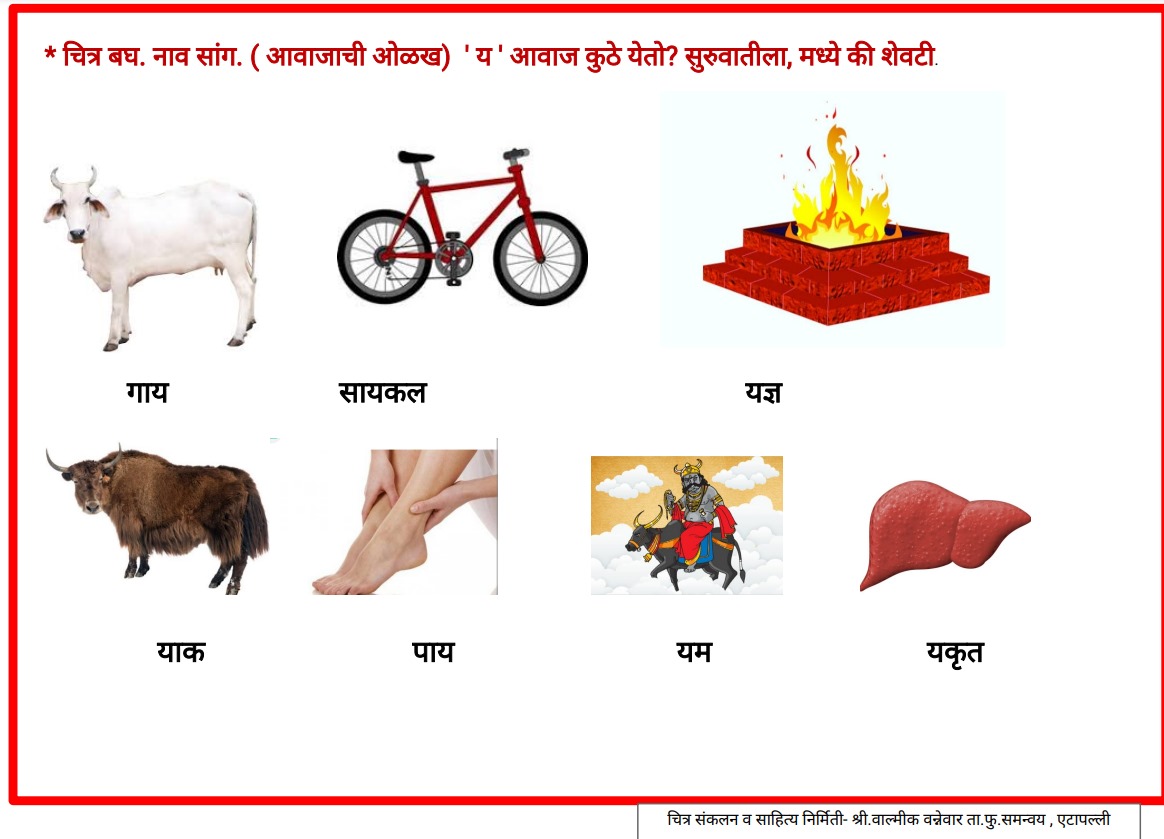 * चित्र बघ. नाव सांग. ( आवाजाची ओळख) ' य ' आवाज कुठे येतो? सुरुवातीला, मध्ये की शेवटी.
गाय सायकल यज्ञ
याक पाय यम यकृत
चित्र संकलन व साहित्य निर्मिती- श्री.वाल्मीक वन्नेवार ता.फु.समन्वय , एटापल्ली